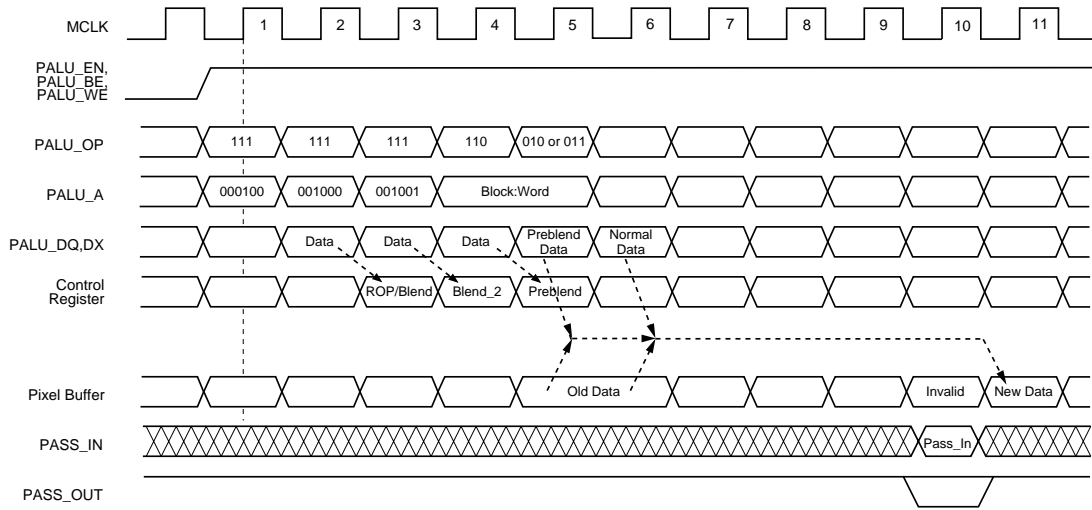 MCLK 1 2 3 4 5 6 7 8 9 10 11
PALU_EN,
PALU_BE,
PALU_WE
PALU_OP 111 111 111 110 010 or 011
PALU_A 000100 001000 001001 Block:Word
PALU_DQ,DX Data Data Data Preblend Data Normal Data
Control Register ROP/Blend Blend_2 Preblend
Pixel Buffer Old Data Invalid New Data
PASS_IN Pass_In
PASS_OUT